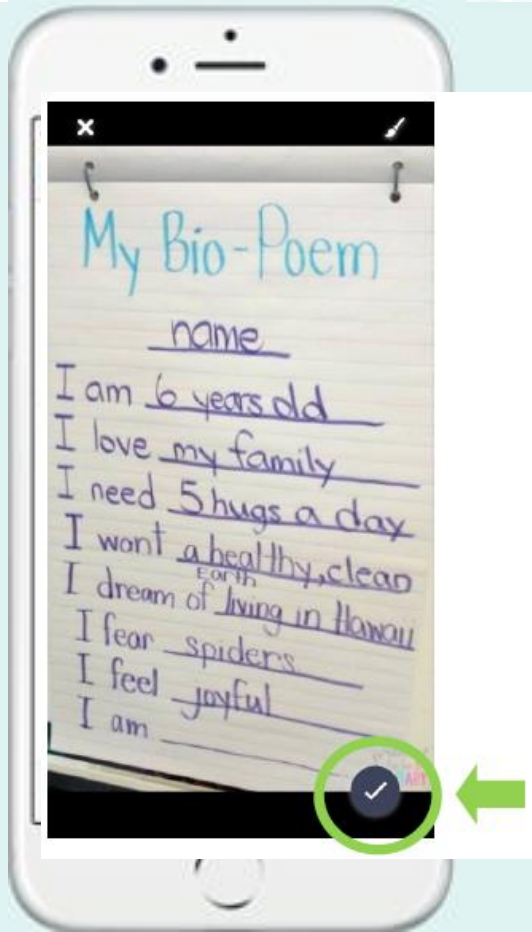 My Bio-Poem
name
I am 6 years old
I love my family
I need 5 hugs a day
I want a healthy, clean
Earth
I dream of living in Hawaii
I fear spiders
I feel joyful
I am